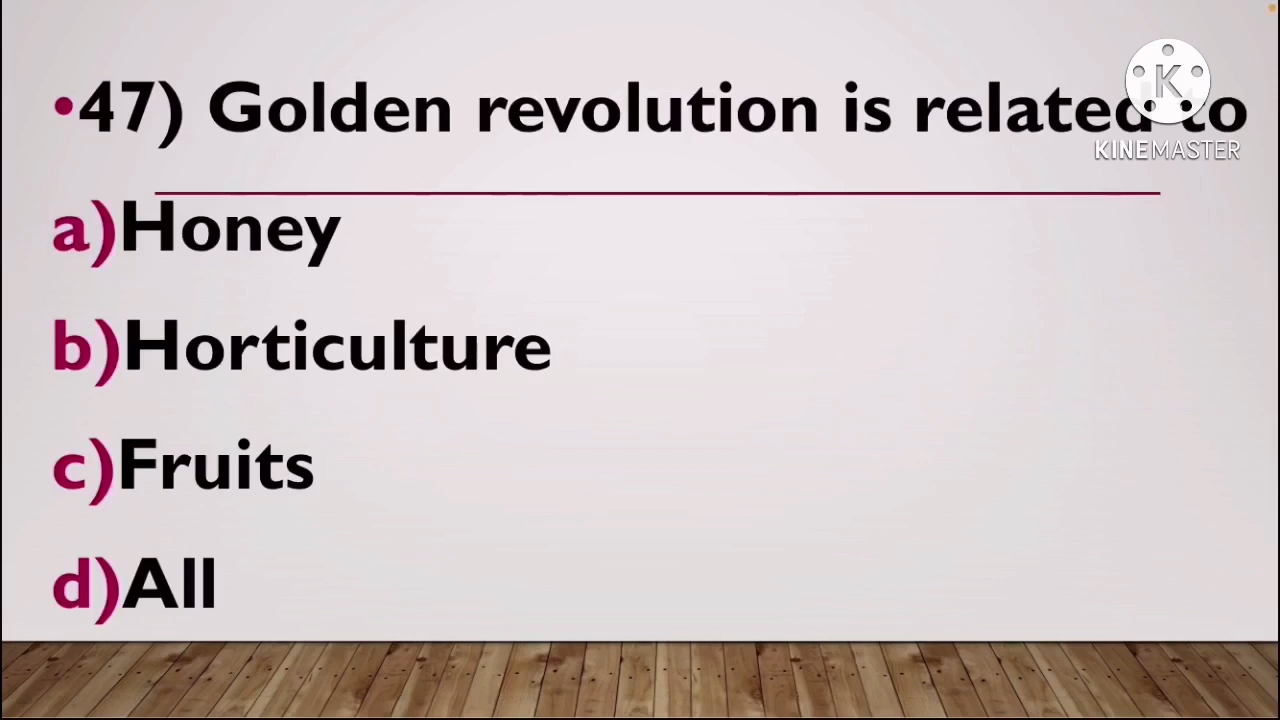 •47) Golden revolution is related to
K
KINEMASTER
a)Honey
b)Horticulture
c)Fruits
d)All